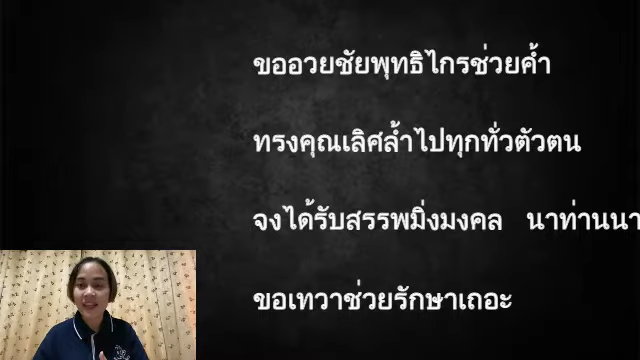 ขออวยชัยพุทธิไกรช่วยค้ำ
ทรงคุณเลิศล้ำไปทุกทั่วตัวตน
จงได้รับสรรพมิ่งมงคล นาท่านนา
ขอเทวาช่วยรักษาเถอะ